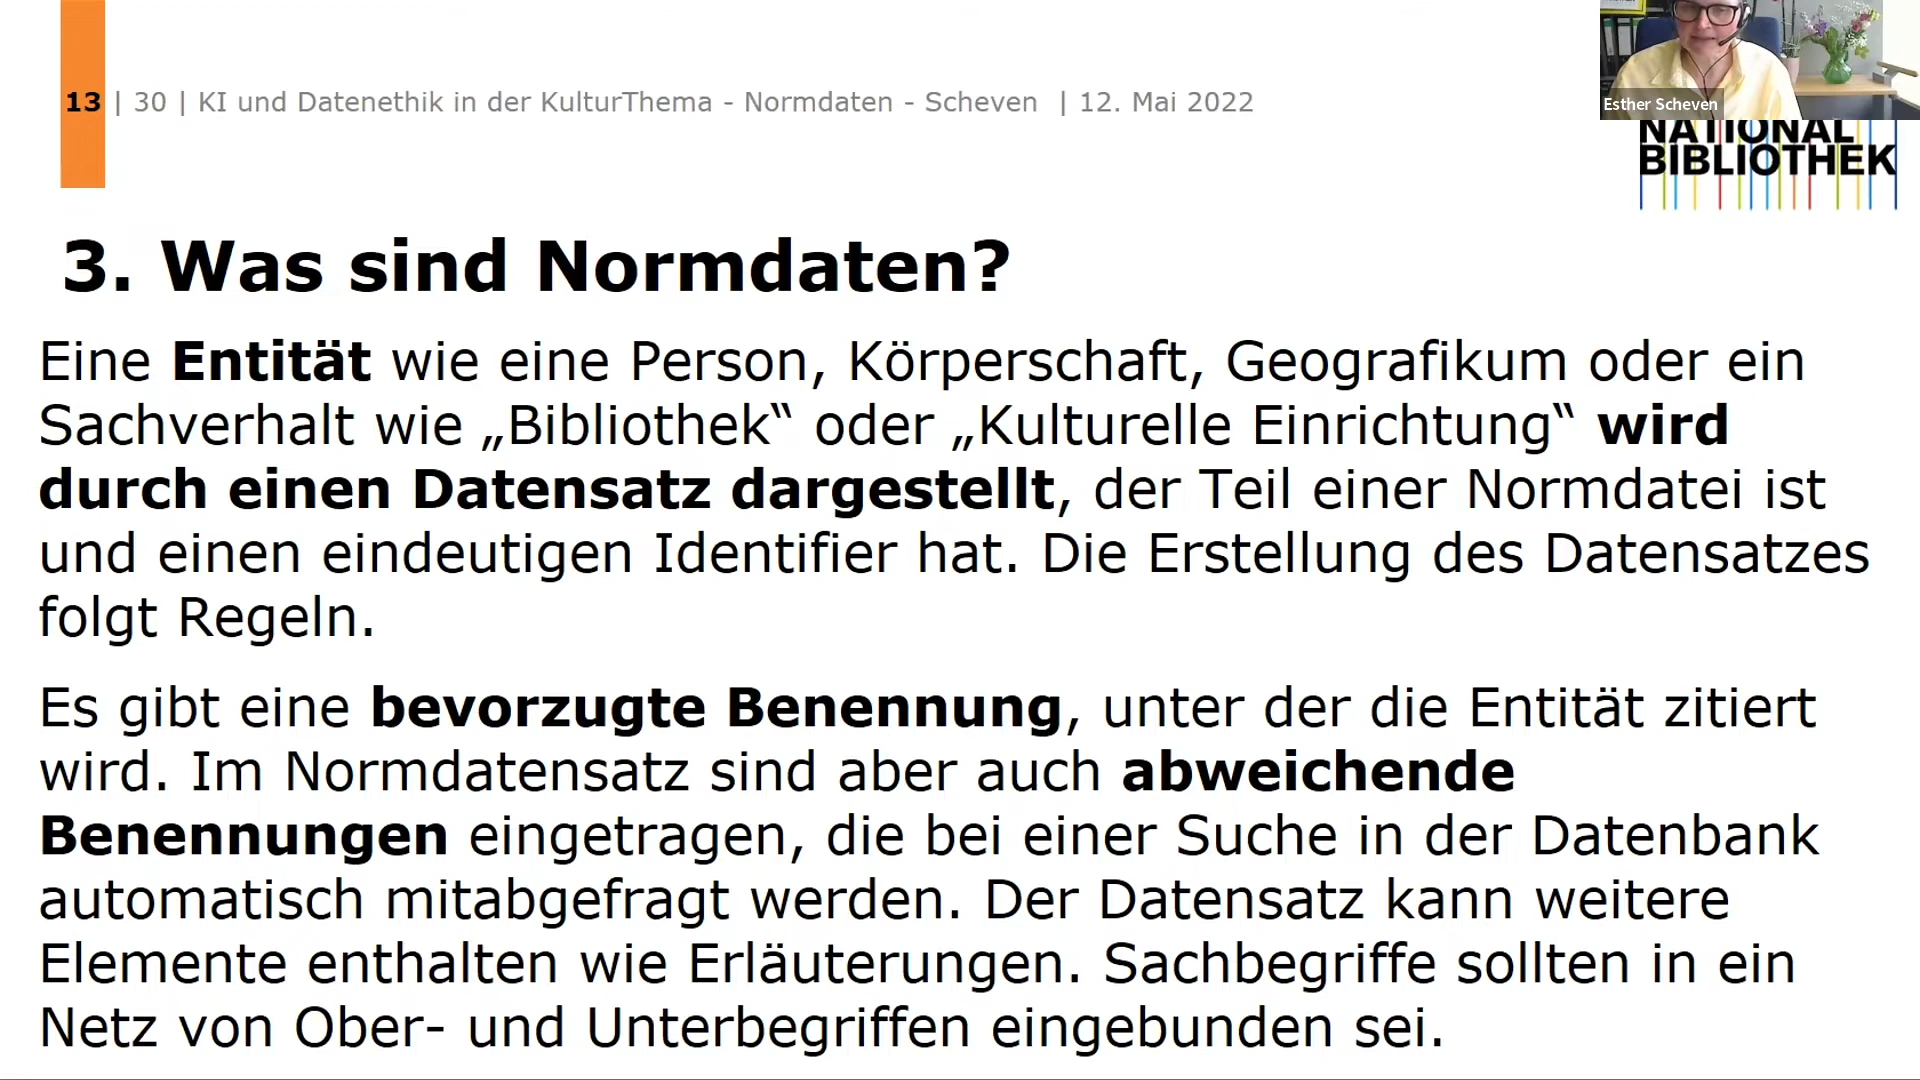 13 | 30 | KI und Datenethik in der KulturThema - Normdaten - Scheven | 12. Mai 2022
Esther Scheven
NATIONAL
BIBLIOTHEK
3. Was sind Normdaten?
Eine Entität wie eine Person, Körperschaft, Geografikum oder ein
Sachverhalt wie „Bibliothek“ oder „Kulturelle Einrichtung“ wird
durch einen Datensatz dargestellt, der Teil einer Normdatei ist
und einen eindeutigen Identifier hat. Die Erstellung des Datensatzes
folgt Regeln.
Es gibt eine bevorzugte Benennung, unter der die Entität zitiert
wird. Im Normdatensatz sind aber auch abweichende
Benennungen eingetragen, die bei einer Suche in der Datenbank
automatisch mitabgefragt werden. Der Datensatz kann weitere
Elemente enthalten wie Erläuterungen. Sachbegriffe sollten in ein
Netz von Ober- und Unterbegriffen eingebunden sei.